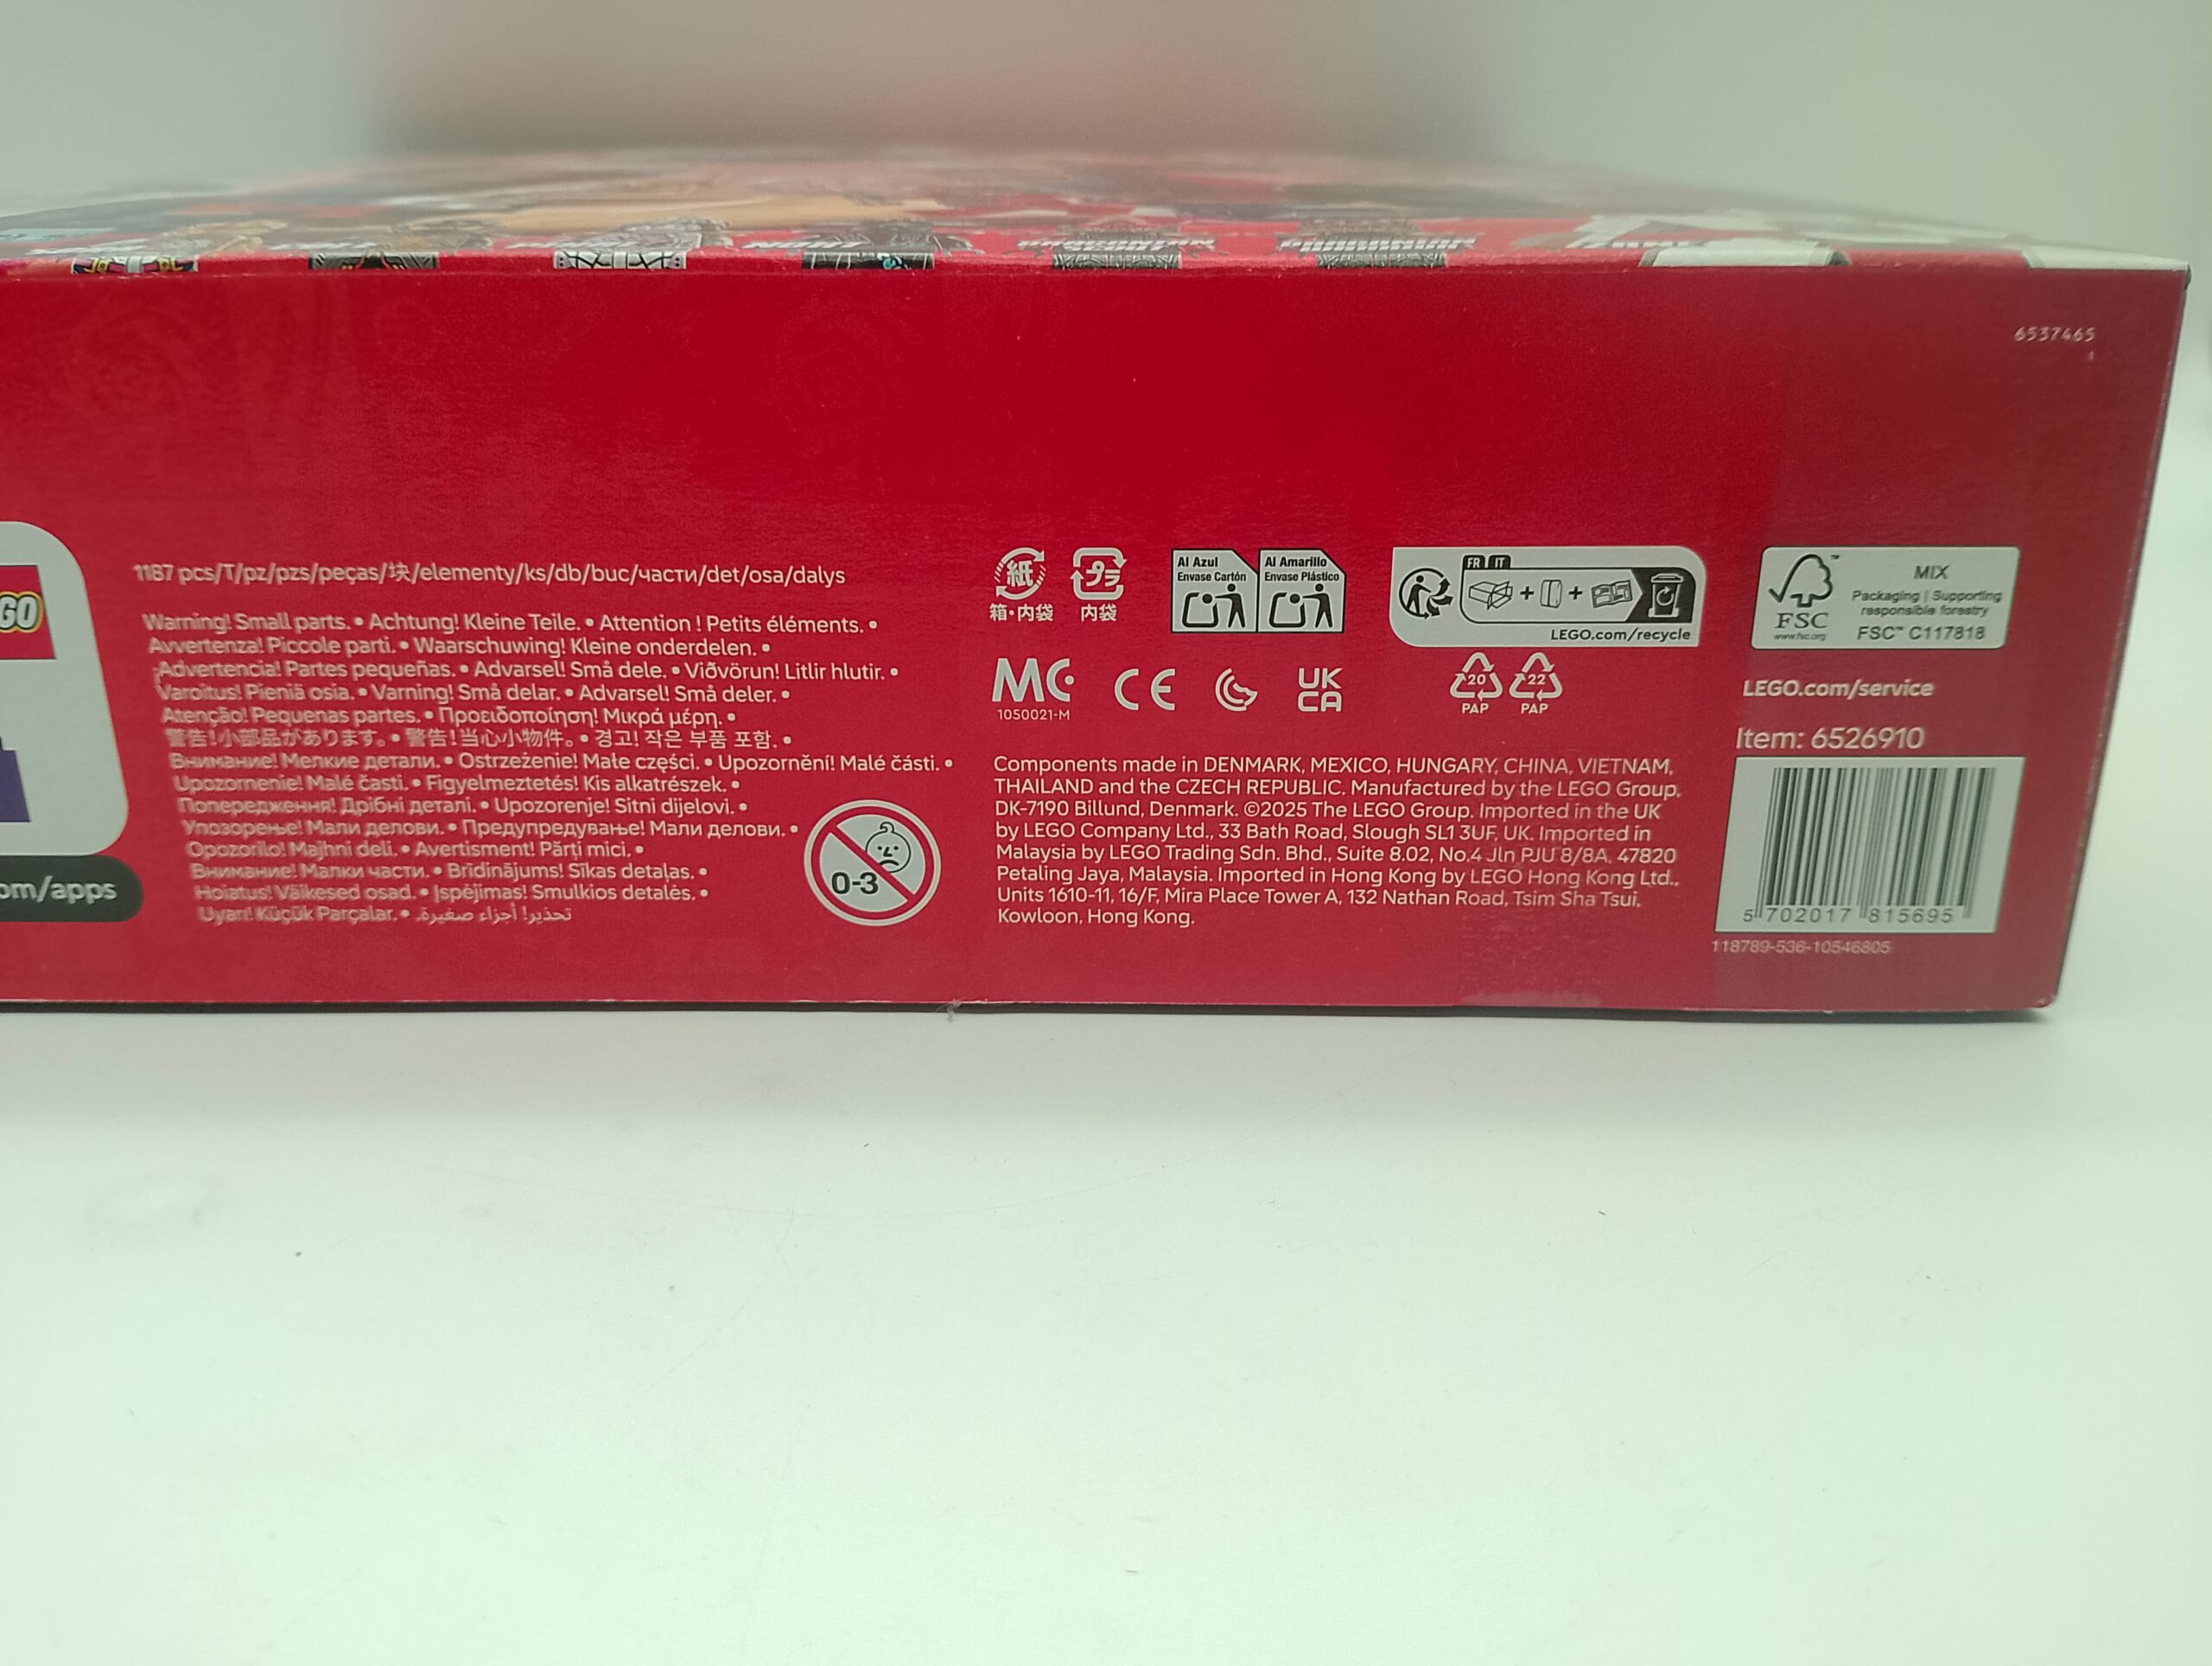 6537465
1
GO
1187 pcs/T/pz/pzs/peças/块/elementy/ks/db/buc/части/det/osa/dalys
Warning! Small parts. • Achtung! Kleine Teile. • Attention ! Petits éléments. •
Avvertenza! Piccole parti. • Waarschuwing! Kleine onderdelen. •
¡Advertencia! Partes pequeñas. • Advarsel! Små dele. • Viðvörun! Litlir hlutir. •
Varoitus! Pieniä osia. • Varning! Små delar. • Advarsel! Små deler. •
Atenção! Pequenas partes. • Προειδοποίηση! Μικρά μέρη. •
警告！小部品があります。 • 警告！当心小物件。 • 경고! 작은 부품 포함. •
Внимание! Мелкие детали. • Ostrzeżenie! Małe części. • Upozornění! Malé části. •
Upozornenie! Malé časti. • Figyelmeztetés! Kis alkatrészek. •
Попередження! Дрібні деталі. • Upozorenje! Sitni dijelovi. •
Упозорење! Мали делови. • Предупредување! Мали делови. •
Opozorilo! Majhni deli. • Avertisment! Părți mici. •
Внимание! Малки части. • Brīdinājums! Sīkas detaļas. •
Hoiatus! Väikesed osad. • Įspėjimas! Smulkios detalės. •
Uyarı! Küçük Parçalar. • تحذير! أجزاء صغيرة.
om/apps
0-3
紙
箱・内袋
プラ
内袋
Al Azul
Envase Cartón
Al Amarillo
Envase Plástico
FR IT
LEGO.com/recycle
MC
1050021-M
CE
UK
CA
20
PAP
22
PAP
Components made in DENMARK, MEXICO, HUNGARY, CHINA, VIETNAM,
THAILAND and the CZECH REPUBLIC. Manufactured by the LEGO Group,
DK-7190 Billund, Denmark. ©2025 The LEGO Group. Imported in the UK
by LEGO Company Ltd., 33 Bath Road, Slough SL1 3UF, UK. Imported in
Malaysia by LEGO Trading Sdn. Bhd., Suite 8.02, No.4 Jln PJU 8/8A, 47820
Petaling Jaya, Malaysia. Imported in Hong Kong by LEGO Hong Kong Ltd.,
Units 1610-11, 16/F, Mira Place Tower A, 132 Nathan Road, Tsim Sha Tsui,
Kowloon, Hong Kong.
FSC™
www.fsc.org
MIX
Packaging | Supporting
responsible forestry
FSC™ C117818
LEGO.com/service
Item: 6526910
5 702017 815695
118789-536-10546805